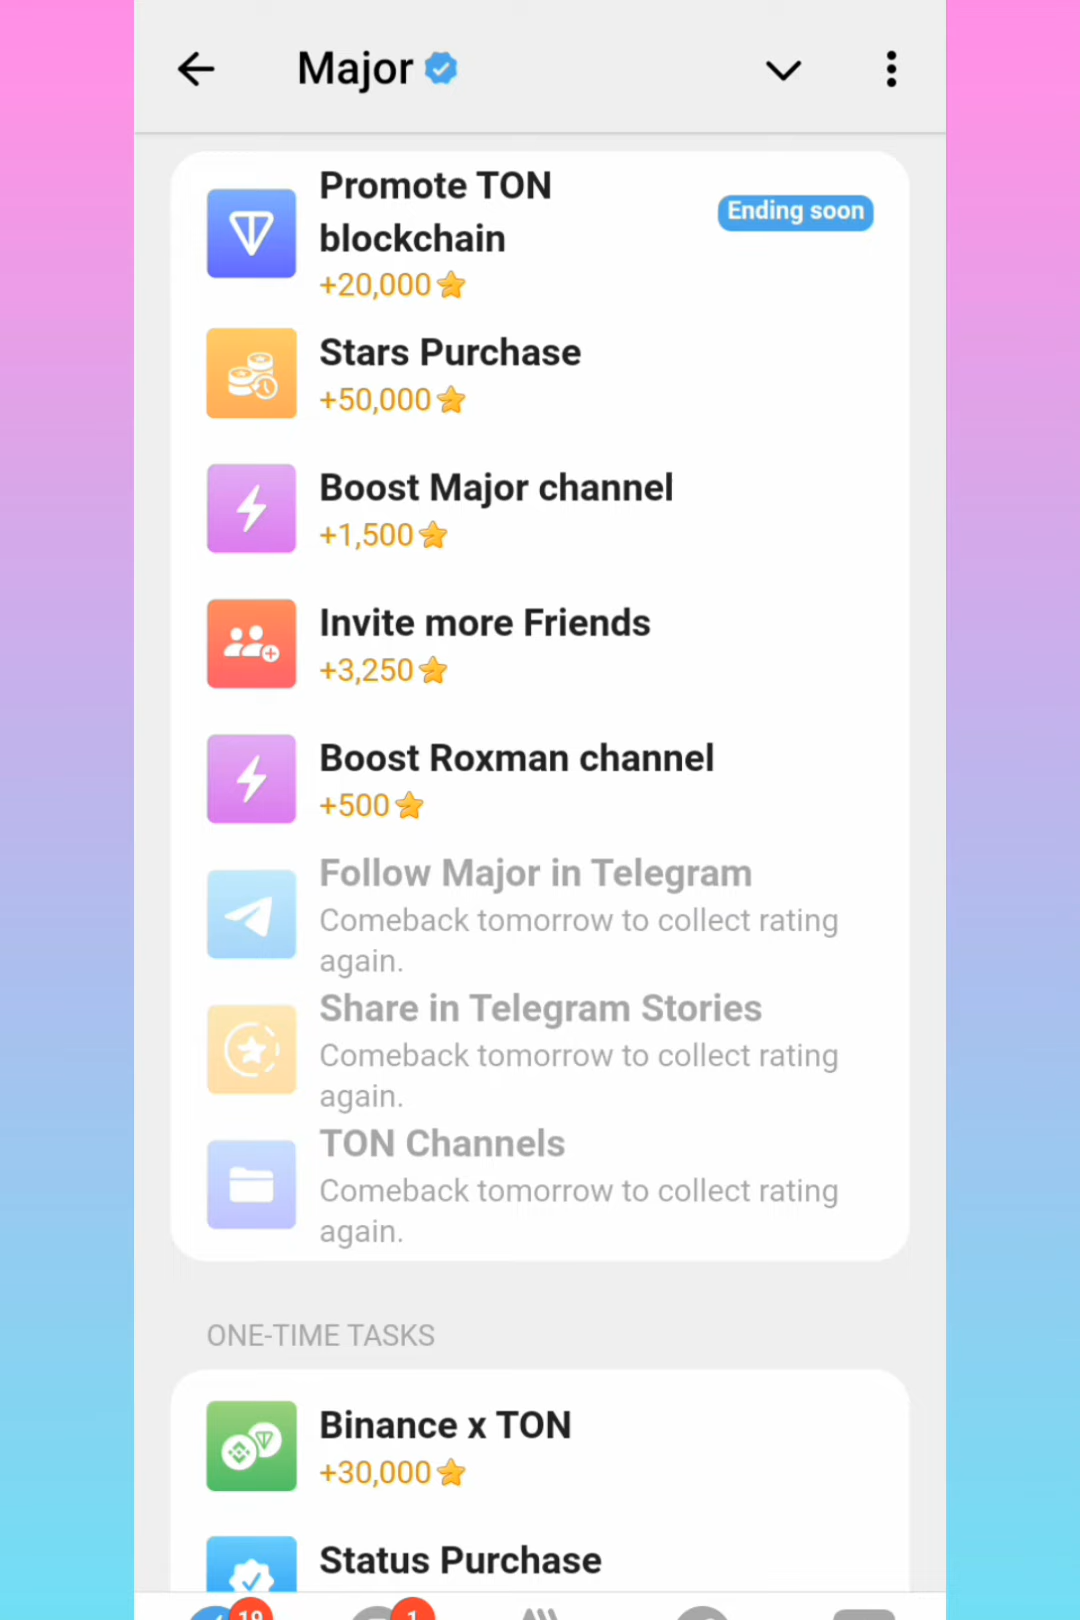 Major
Promote TON
blockchain
Ending soon
+20,000
Stars Purchase
+50,000
Boost Major channel
+1,500
Invite more Friends
+3,250
Boost Roxman channel
+500
Follow Major in Telegram
Comeback tomorrow to collect rating
again.
Share in Telegram Stories
Comeback tomorrow to collect rating
again.
TON Channels
Comeback tomorrow to collect rating
again.
ONE-TIME TASKS
Binance x TON
+30,000
Status Purchase
19
1